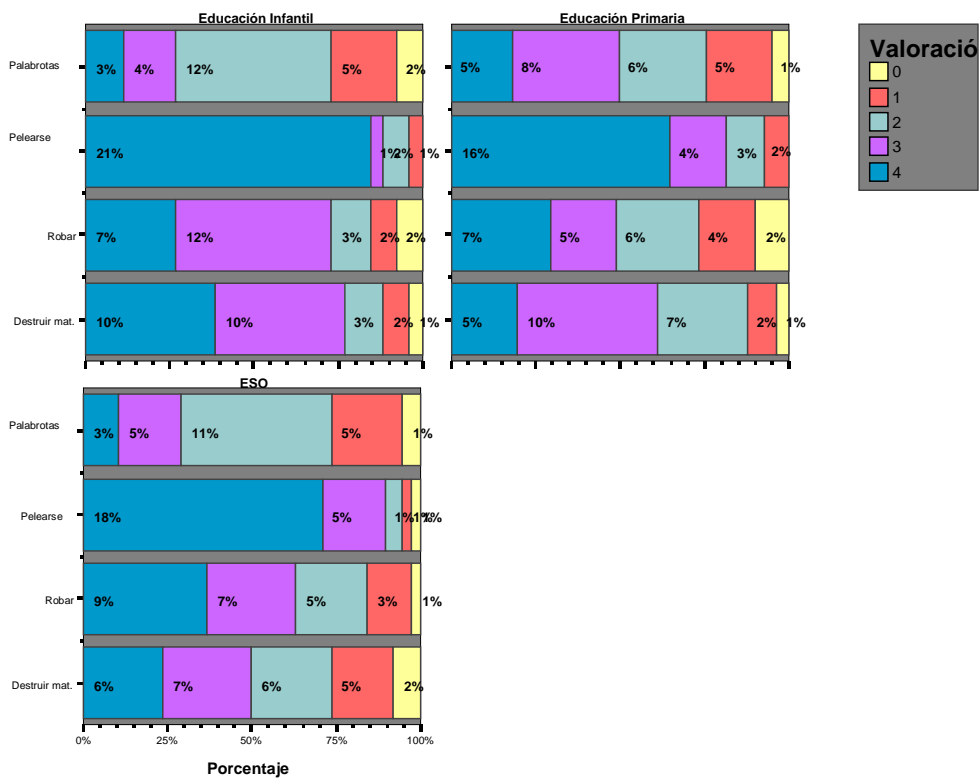 Educación Infantil
Palabrotas 3% 4% 12% 5% 2%
Pelearse 21% 1% 2% 1%
Robar 7% 12% 3% 2% 2%
Destruir mat. 10% 10% 3% 2% 1%
Educación Primaria
5% 8% 6% 5% 1%
16% 4% 3% 2%
7% 5% 6% 4% 2%
5% 10% 7% 2% 1%
Valoració
0
1
2
3
4
ESO
Palabrotas 3% 5% 11% 5% 1%
Pelearse 18% 5% 1% 1% 1%
Robar 9% 7% 5% 3% 1%
Destruir mat. 6% 7% 6% 5% 2%
0% 25% 50% 75% 100%
Porcentaje